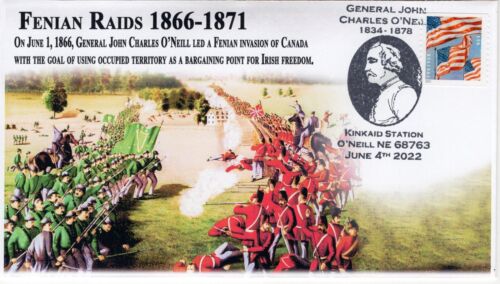 FENIAN RAIDS 1866-1871
ON JUNE 1, 1866, GENERAL JOHN CHARLES O'NEILL LED A FENIAN INVASION OF CANADA
WITH THE GOAL OF USING OCCUPIED TERRITORY AS A BARGAINING POINT FOR IRISH FREEDOM.
GENERAL JOHN
CHARLES O'NEILL
1834 - 1878
KINKAID STATION
O'NEILL NE 68763
JUNE 4TH 2022